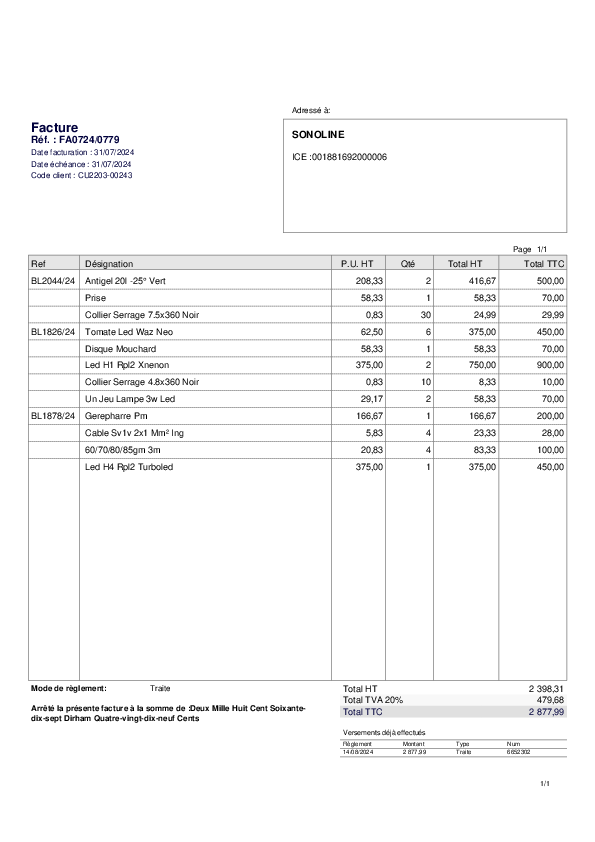 Adressé à:
Facture
Réf. : FA0724/0779
Date facturation : 31/07/2024
Date échéance : 31/07/2024
Code client : CU2203-00243
SONOLINE
ICE :001881692000006
Page 1/1
Ref Désignation P.U. HT Qté Total HT Total TTC
BL2044/24 Antigel 20l -25° Vert 208,33 2 416,67 500,00
Prise 58,33 1 58,33 70,00
Collier Serrage 7.5x360 Noir 0,83 30 24,99 29,99
BL1826/24 Tomate Led Waz Neo 62,50 6 375,00 450,00
Disque Mouchard 58,33 1 58,33 70,00
Led H1 Rpl2 Xnenon 375,00 2 750,00 900,00
Collier Serrage 4.8x360 Noir 0,83 10 8,33 10,00
Un Jeu Lampe 3w Led 29,17 2 58,33 70,00
BL1878/24 Gerepharre Pm 166,67 1 166,67 200,00
Cable Sv1v 2x1 Mm² Ing 5,83 4 23,33 28,00
60/70/80/85gm 3m 20,83 4 83,33 100,00
Led H4 Rpl2 Turboled 375,00 1 375,00 450,00
Mode de règlement: Traite
Arrêté la présente facture à la somme de :Deux Mille Huit Cent Soixante-
dix-sept Dirham Quatre-vingt-dix-neuf Cents
Total HT 2 398,31
Total TVA 20% 479,68
Total TTC 2 877,99
Versements déjà effectués
Règlement Montant Type Num
14/08/2024 2 877,99 Traite 6652302
1/1